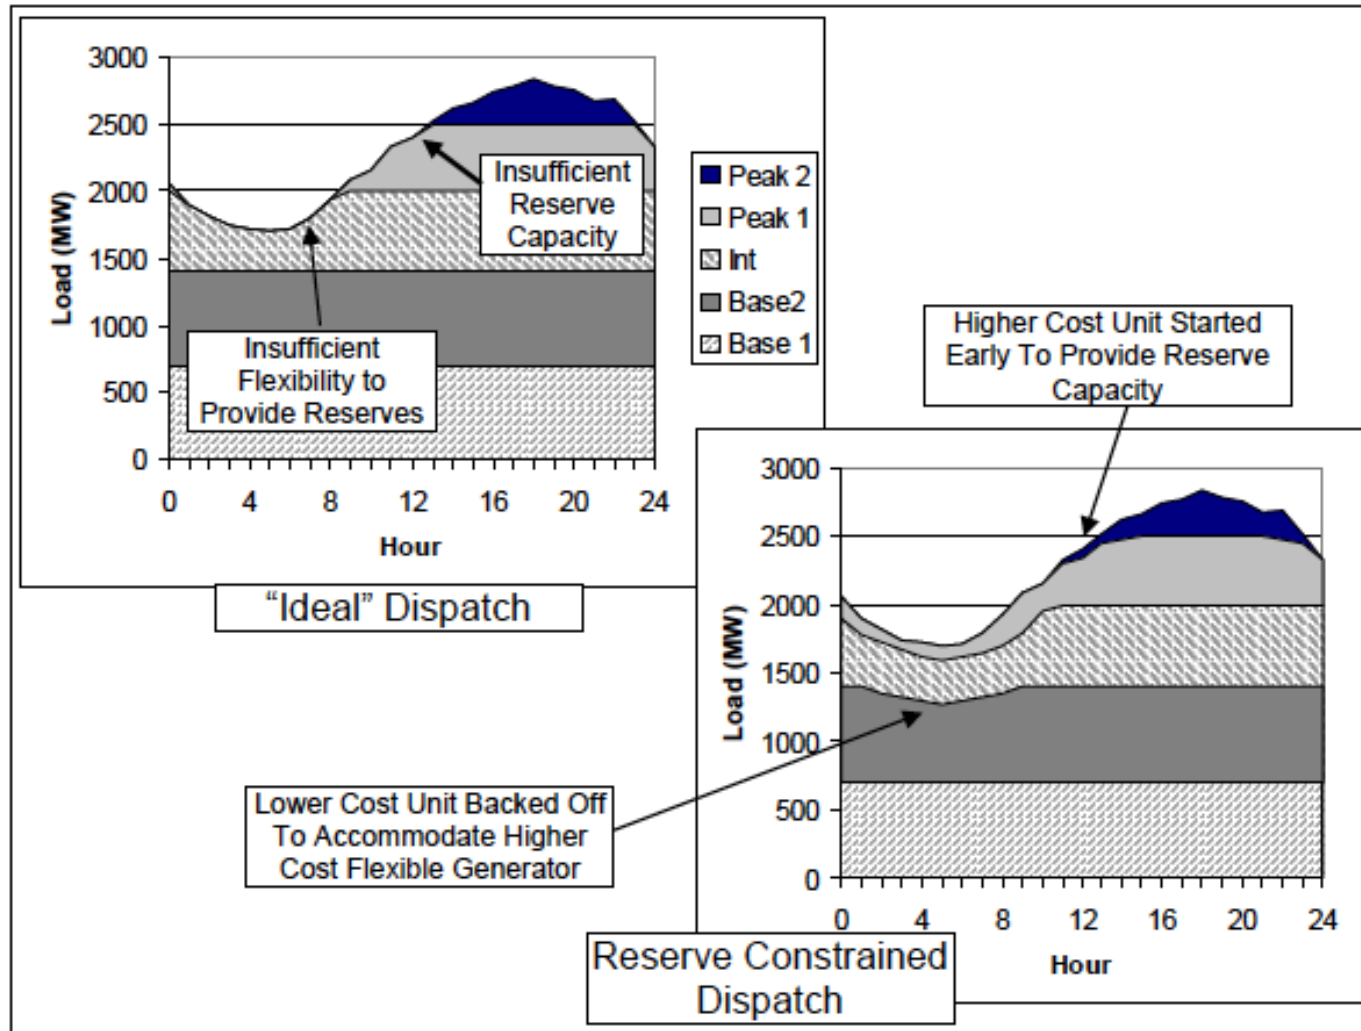 3000
2500
2000
1500
1000
500
0
Load (MW)
0 4 8 12 16 20 24
Hour
Insufficient
Reserve
Capacity
Insufficient
Flexibility to
Provide Reserves
Peak 2
Peak 1
Int
Base2
Base 1
"Ideal" Dispatch
Higher Cost Unit Started
Early To Provide Reserve
Capacity
3000
2500
2000
1500
1000
500
0
Load (MW)
0 4 8 12 16 20 24
Hour
Lower Cost Unit Backed Off
To Accommodate Higher
Cost Flexible Generator
Reserve Constrained
Dispatch